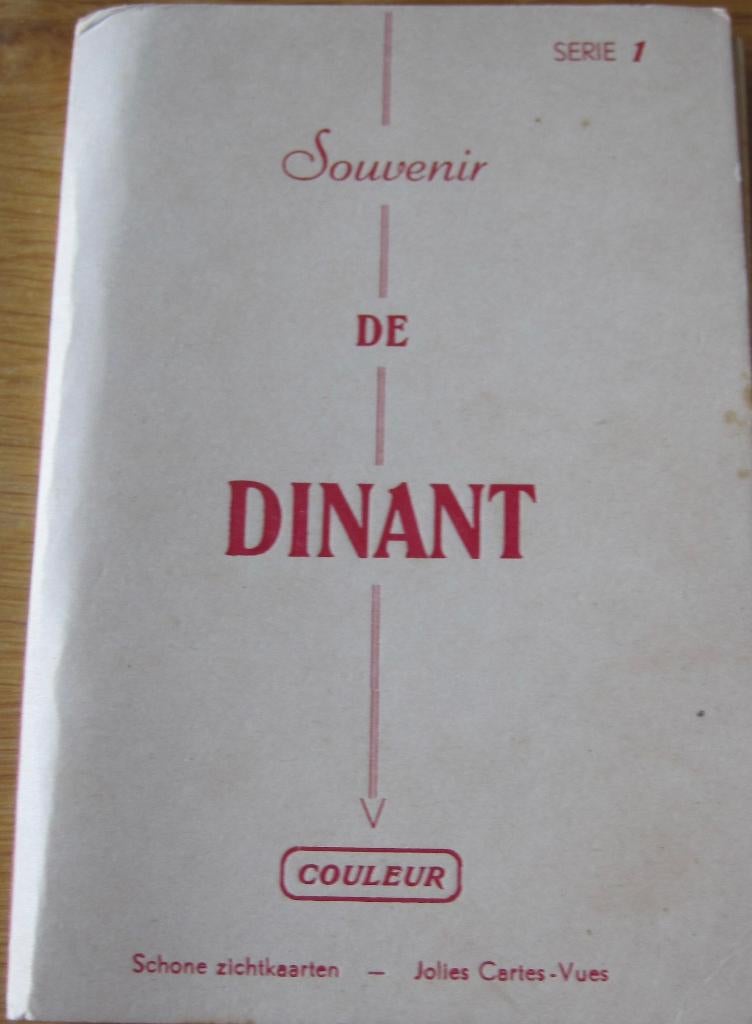 SERIE 1
Souvenir
DE
DINANT
COULEUR
Schone zichtkaarten — Jolies Cartes-Vues